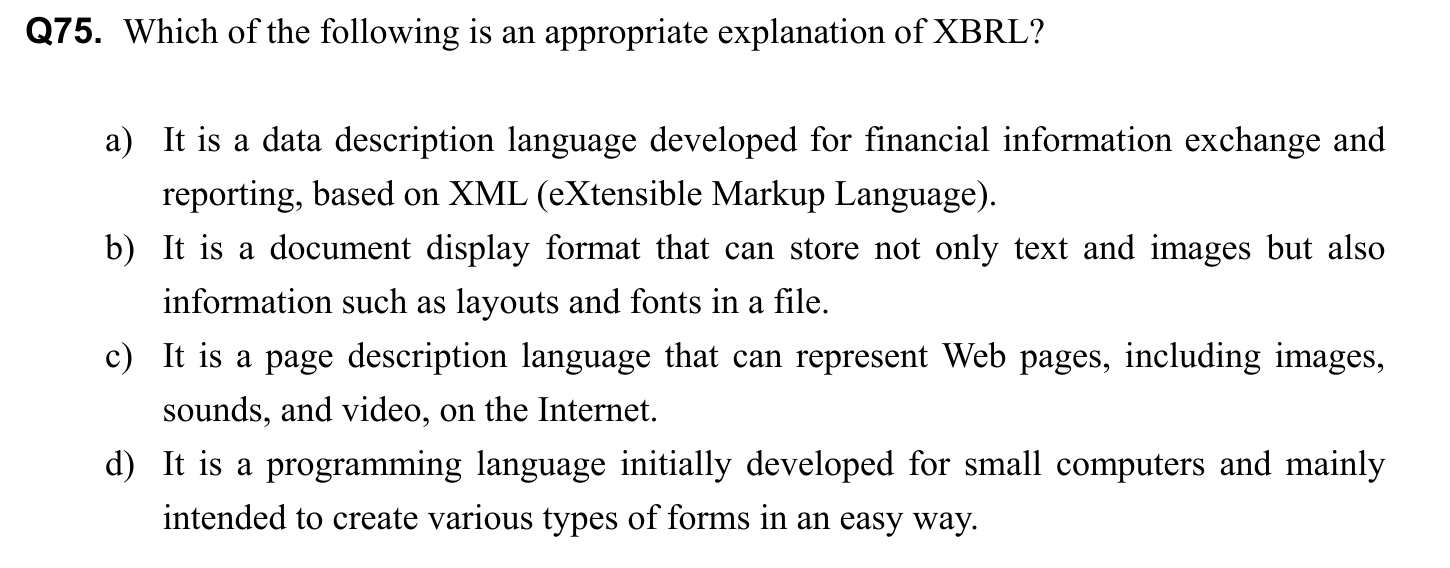 Q75. Which of the following is an appropriate explanation of XBRL?
a) It is a data description language developed for financial information exchange and
reporting, based on XML (eXtensible Markup Language).
b) It is a document display format that can store not only text and images but also
information such as layouts and fonts in a file.
c) It is a page description language that can represent Web pages, including images,
sounds, and video, on the Internet.
d) It is a programming language initially developed for small computers and mainly
intended to create various types of forms in an easy way.